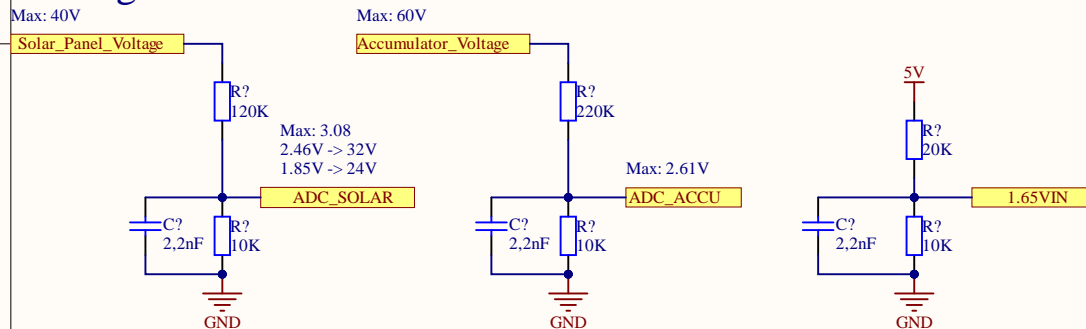 Max: 40V
Solar_Panel_Voltage
R?
120K
Max: 3.08
2.46V -> 32V
1.85V -> 24V
ADC_SOLAR
C?
2,2nF
R?
10K
GND
Max: 60V
Accumulator_Voltage
R?
220K
Max: 2.61V
ADC_ACCU
C?
2,2nF
R?
10K
GND
5V
R?
20K
1.65VIN
C?
2,2nF
R?
10K
GND